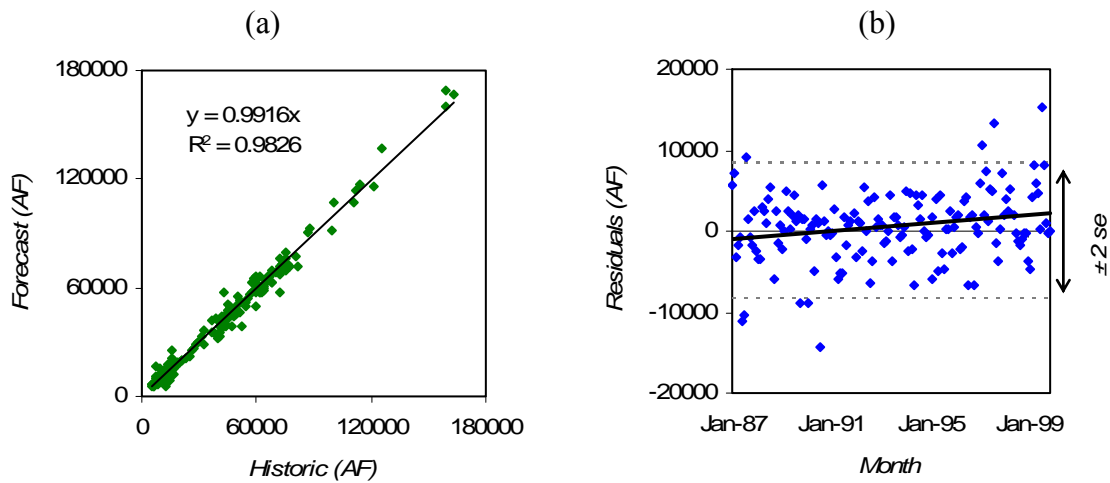 (a)
180000
120000
60000
0
y = 0.9916x
R² = 0.9826
Forecast (AF)
0 60000 120000 180000
Historic (AF)
(b)
20000
10000
0
-10000
-20000
Residuals (AF)
± 2 se
Jan-87 Jan-91 Jan-95 Jan-99
Month